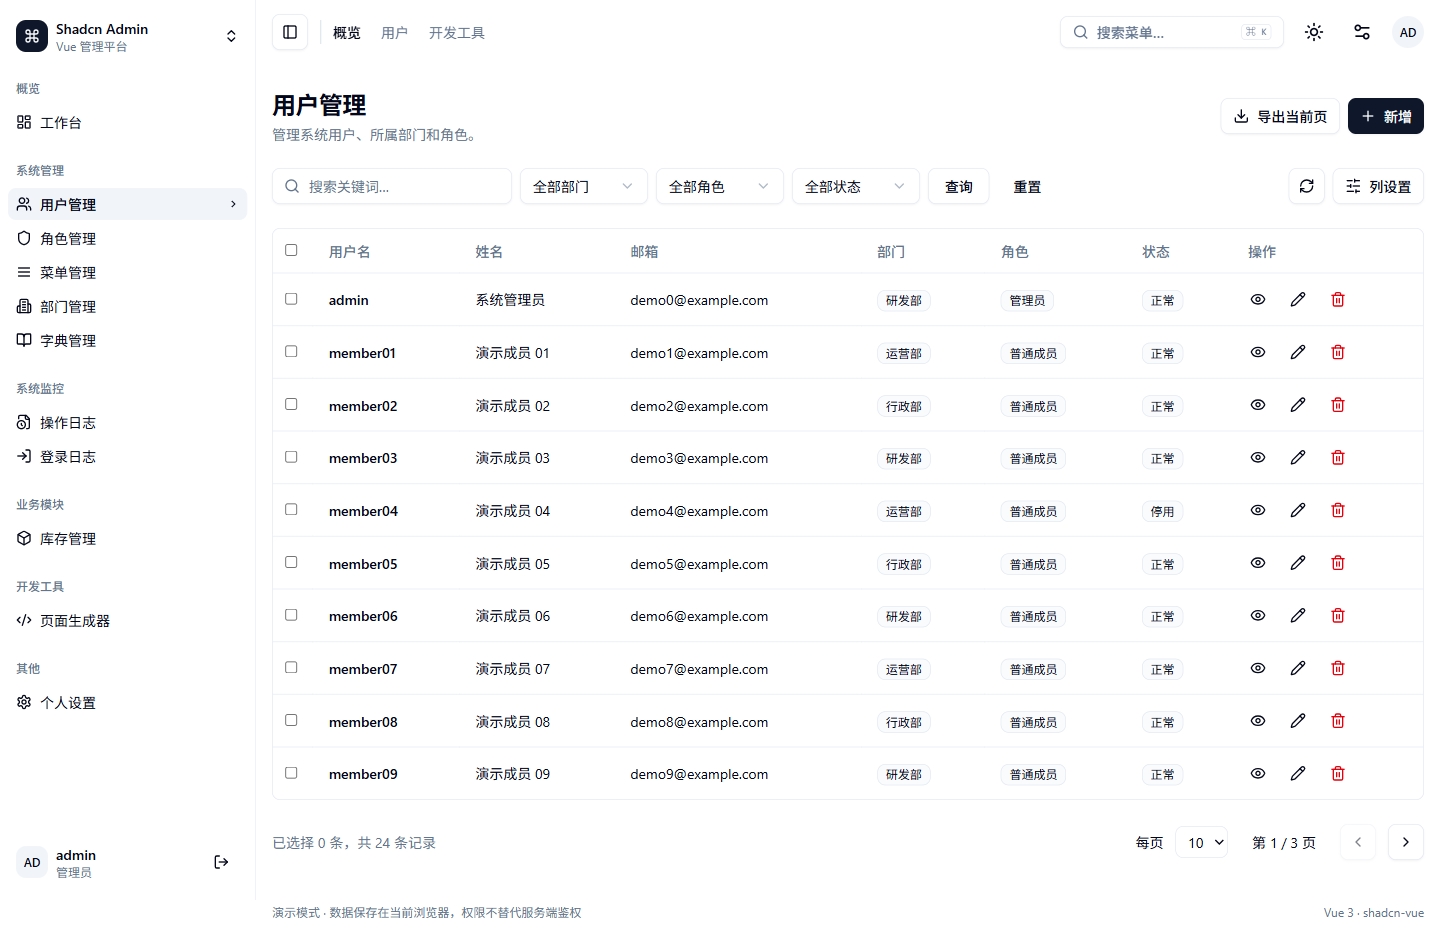 Shadcn Admin
Vue 管理平台
概览
工作台
系统管理
用户管理
角色管理
菜单管理
部门管理
字典管理
系统监控
操作日志
登录日志
业务模块
库存管理
开发工具
页面生成器
其他
个人设置
AD
admin
管理员
概览 用户 开发工具
搜索菜单... ⌘ K
AD
用户管理
管理系统用户、所属部门和角色。
导出当前页
新增
搜索关键词... 全部部门 全部角色 全部状态 查询 重置 列设置
用户名 姓名 邮箱 部门 角色 状态 操作
admin 系统管理员 demo0@example.com 研发部 管理员 正常
member01 演示成员 01 demo1@example.com 运营部 普通成员 正常
member02 演示成员 02 demo2@example.com 行政部 普通成员 正常
member03 演示成员 03 demo3@example.com 研发部 普通成员 正常
member04 演示成员 04 demo4@example.com 运营部 普通成员 停用
member05 演示成员 05 demo5@example.com 行政部 普通成员 正常
member06 演示成员 06 demo6@example.com 研发部 普通成员 正常
member07 演示成员 07 demo7@example.com 运营部 普通成员 正常
member08 演示成员 08 demo8@example.com 行政部 普通成员 正常
member09 演示成员 09 demo9@example.com 研发部 普通成员 正常
已选择 0 条，共 24 条记录 每页 10 第 1 / 3 页
演示模式 · 数据保存在当前浏览器，权限不替代服务端鉴权 Vue 3 · shadcn-vue